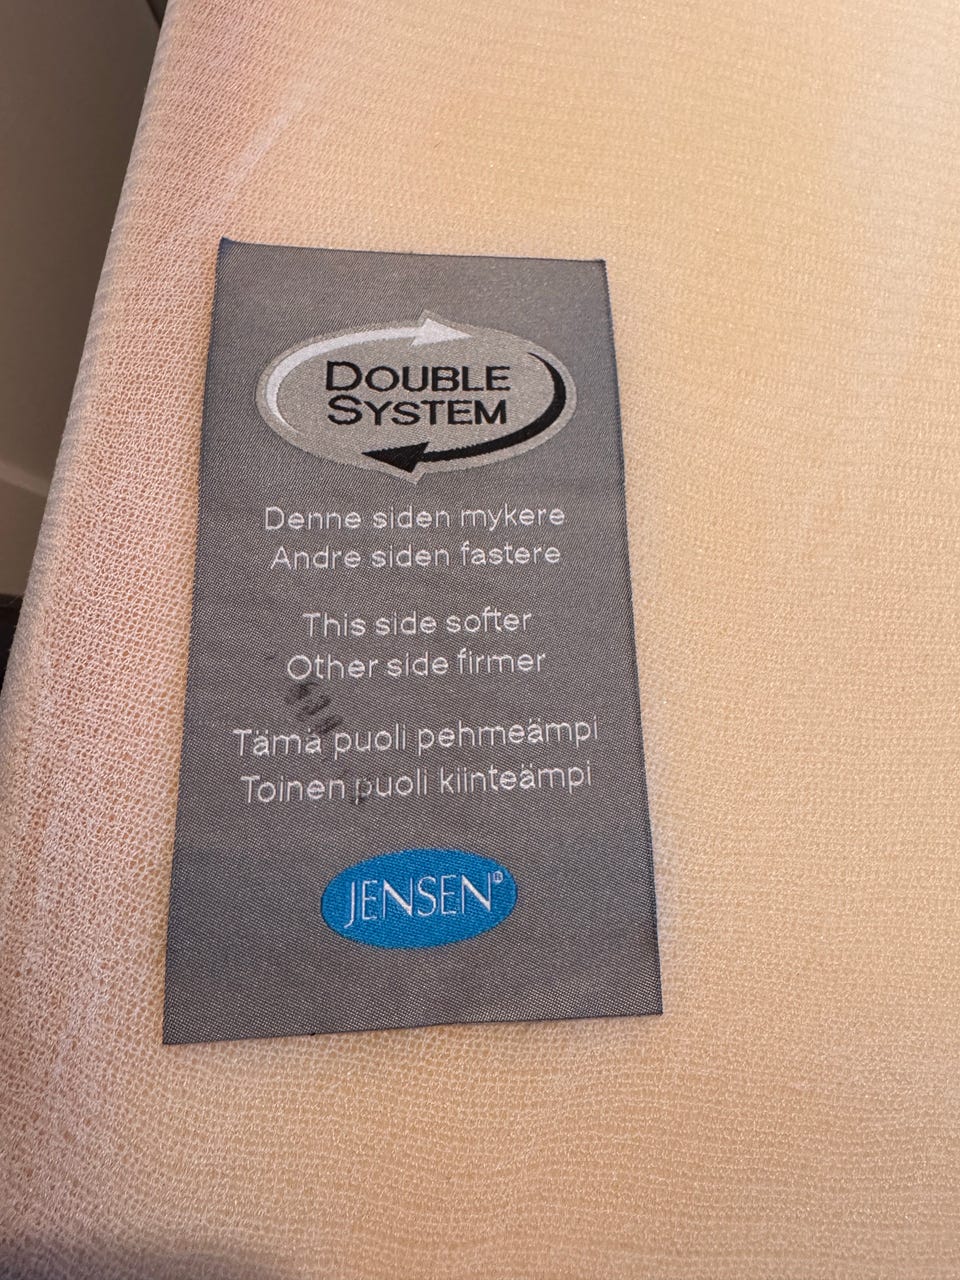 DOUBLE
SYSTEM
Denne siden mykere
Andre siden fastere
This side softer
Other side firmer
Tämä puoli pehmeämpi
Toinen puoli kiinteämpi
JENSEN®